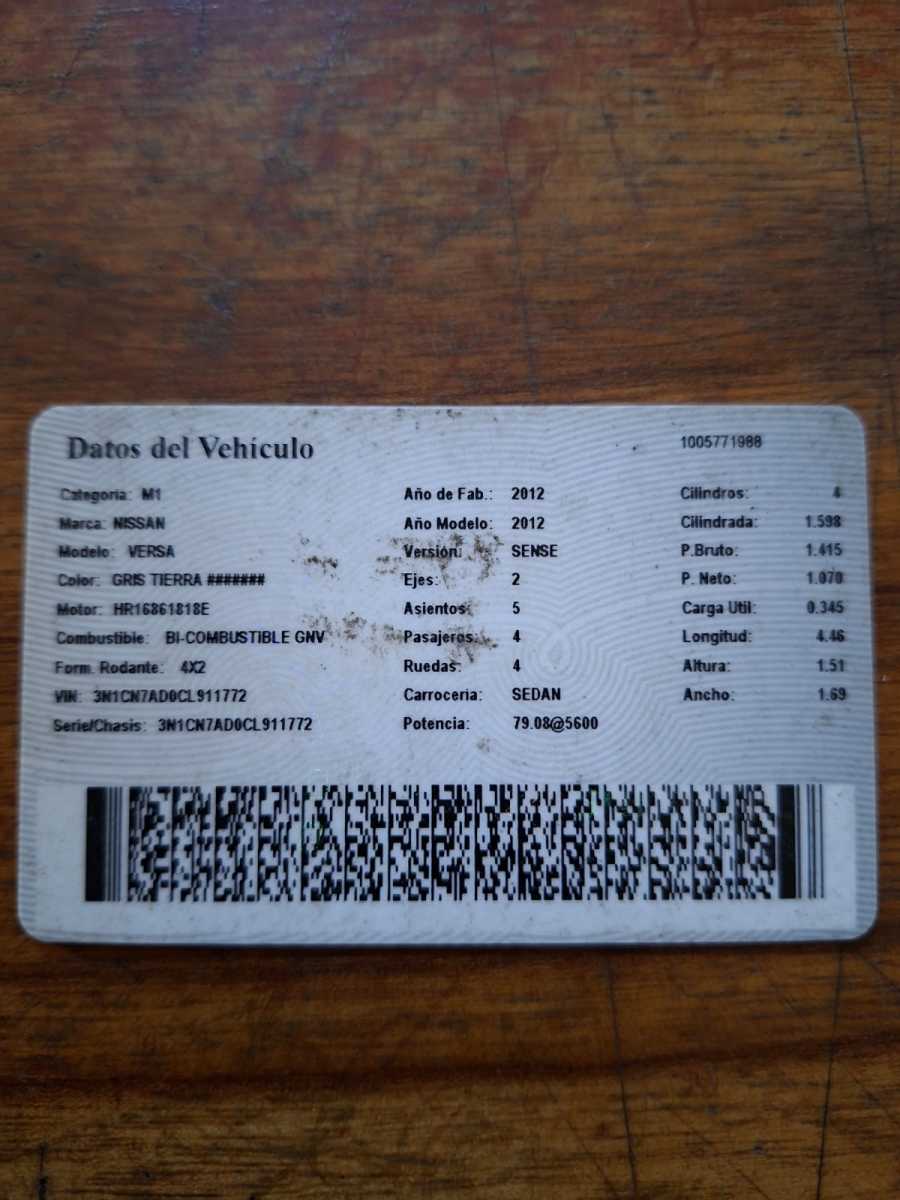 Datos del Vehículo 1005771988
Categoria: M1 Año de Fab.: 2012 Cilindros: 4
Marca: NISSAN Año Modelo: 2012 Cilindrada: 1.598
Modelo: VERSA Versión: SENSE P.Bruto: 1.415
Color: GRIS TIERRA ####### Ejes: 2 P. Neto: 1.070
Motor: HR16861818E Asientos: 5 Carga Util: 0.345
Combustible: BI-COMBUSTIBLE GNV Pasajeros: 4 Longitud: 4.46
Form. Rodante: 4X2 Ruedas: 4 Altura: 1.51
VIN: 3N1CN7AD0CL911772 Carroceria: SEDAN Ancho: 1.69
Serie/Chasis: 3N1CN7AD0CL911772 Potencia: 79.08@5600